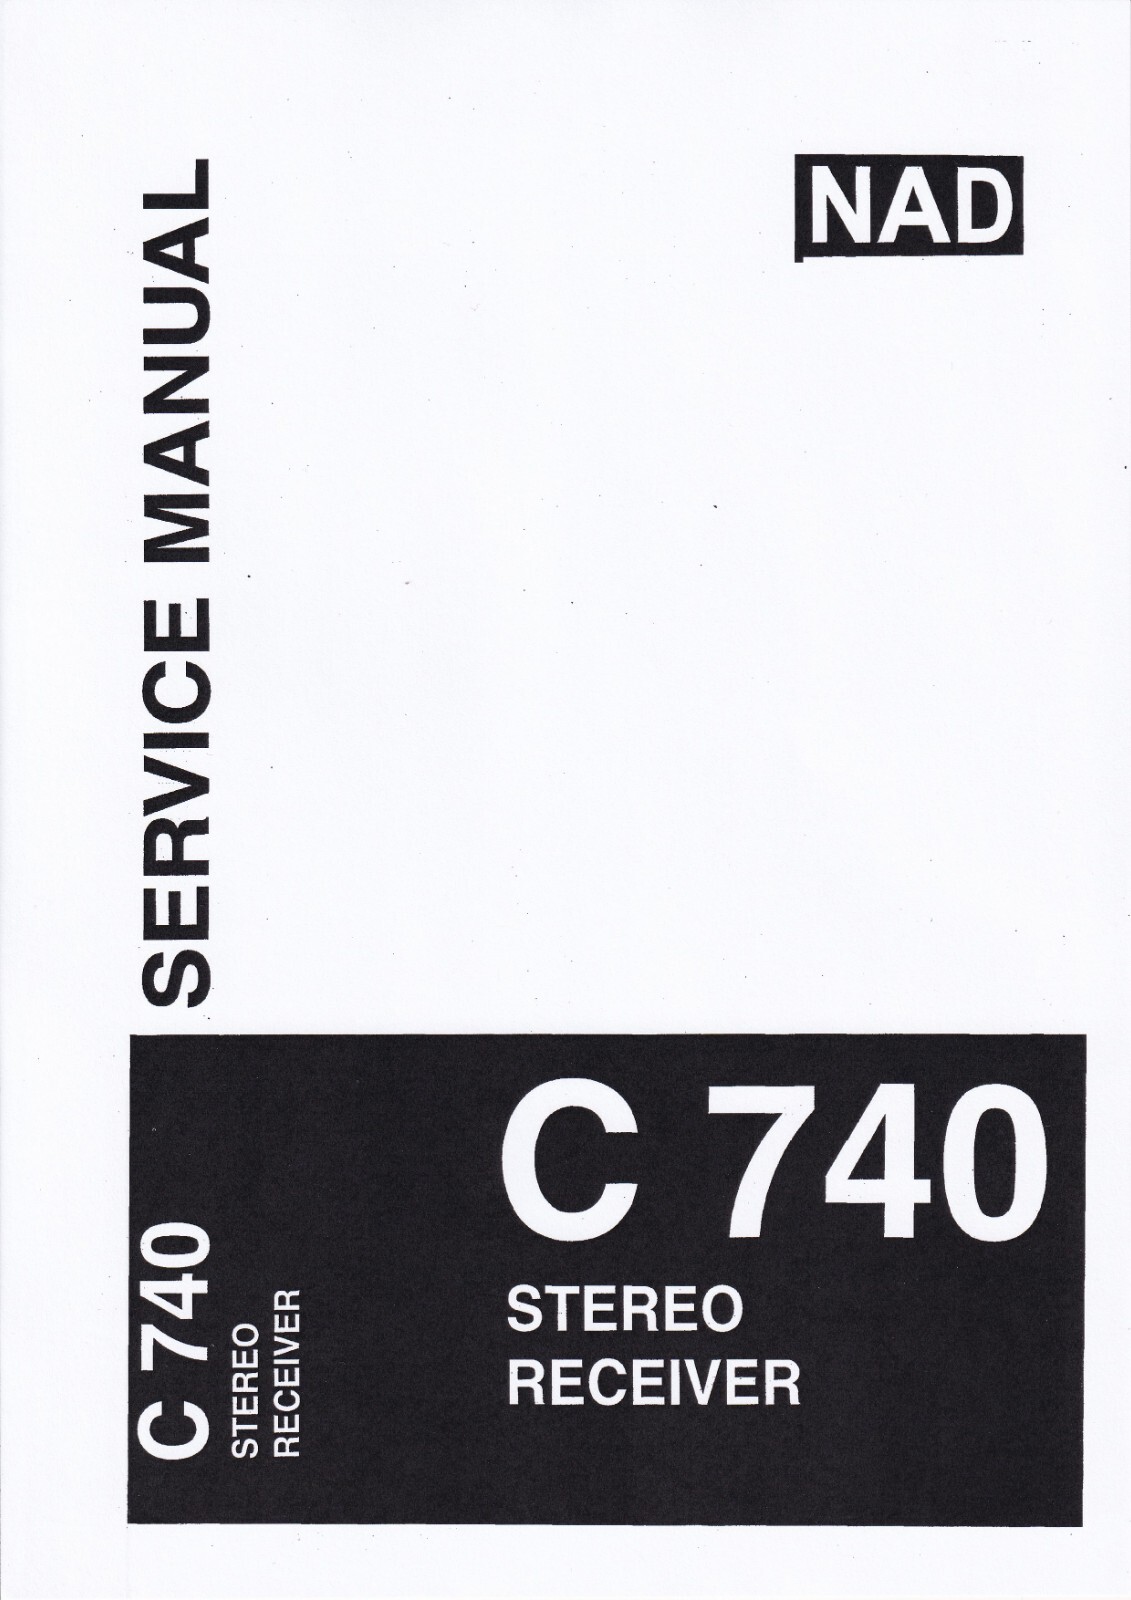 NAD
SERVICE MANUAL
C 740
STEREO
RECEIVER
C 740
STEREO
RECEIVER